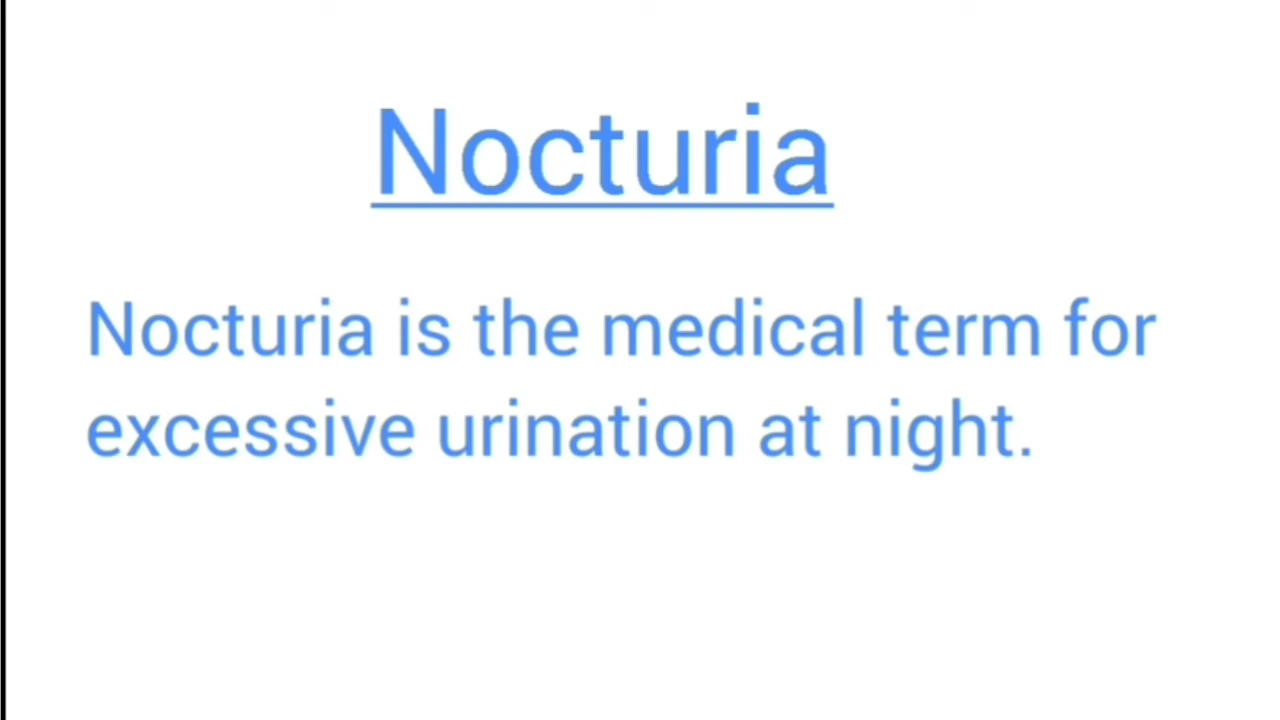 Nocturia
Nocturia is the medical term for
excessive urination at night.